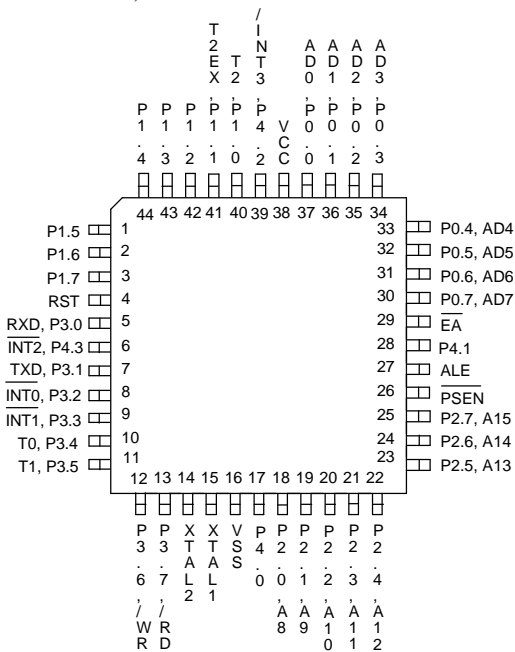 P1.4
P1.3
P1.2
T2EX,P1.1
T2,P1.0
/INT3,P4.2
VCC
AD0,P0.0
AD1,P0.1
AD2,P0.2
AD3,P0.3
44 43 42 41 40 39 38 37 36 35 34
P1.5 1
P1.6 2
P1.7 3
RST 4
RXD, P3.0 5
INT2, P4.3 6
TXD, P3.1 7
INT0, P3.2 8
INT1, P3.3 9
T0, P3.4 10
T1, P3.5 11
33 P0.4, AD4
32 P0.5, AD5
31 P0.6, AD6
30 P0.7, AD7
29 EA
28 P4.1
27 ALE
26 PSEN
25 P2.7, A15
24 P2.6, A14
23 P2.5, A13
12 13 14 15 16 17 18 19 20 21 22
P3.6,/WR
P3.7,/RD
XTAL2
XTAL1
VSS
P4.0
P2.0,A8
P2.1,A9
P2.2,A10
P2.3,A11
P2.4,A12